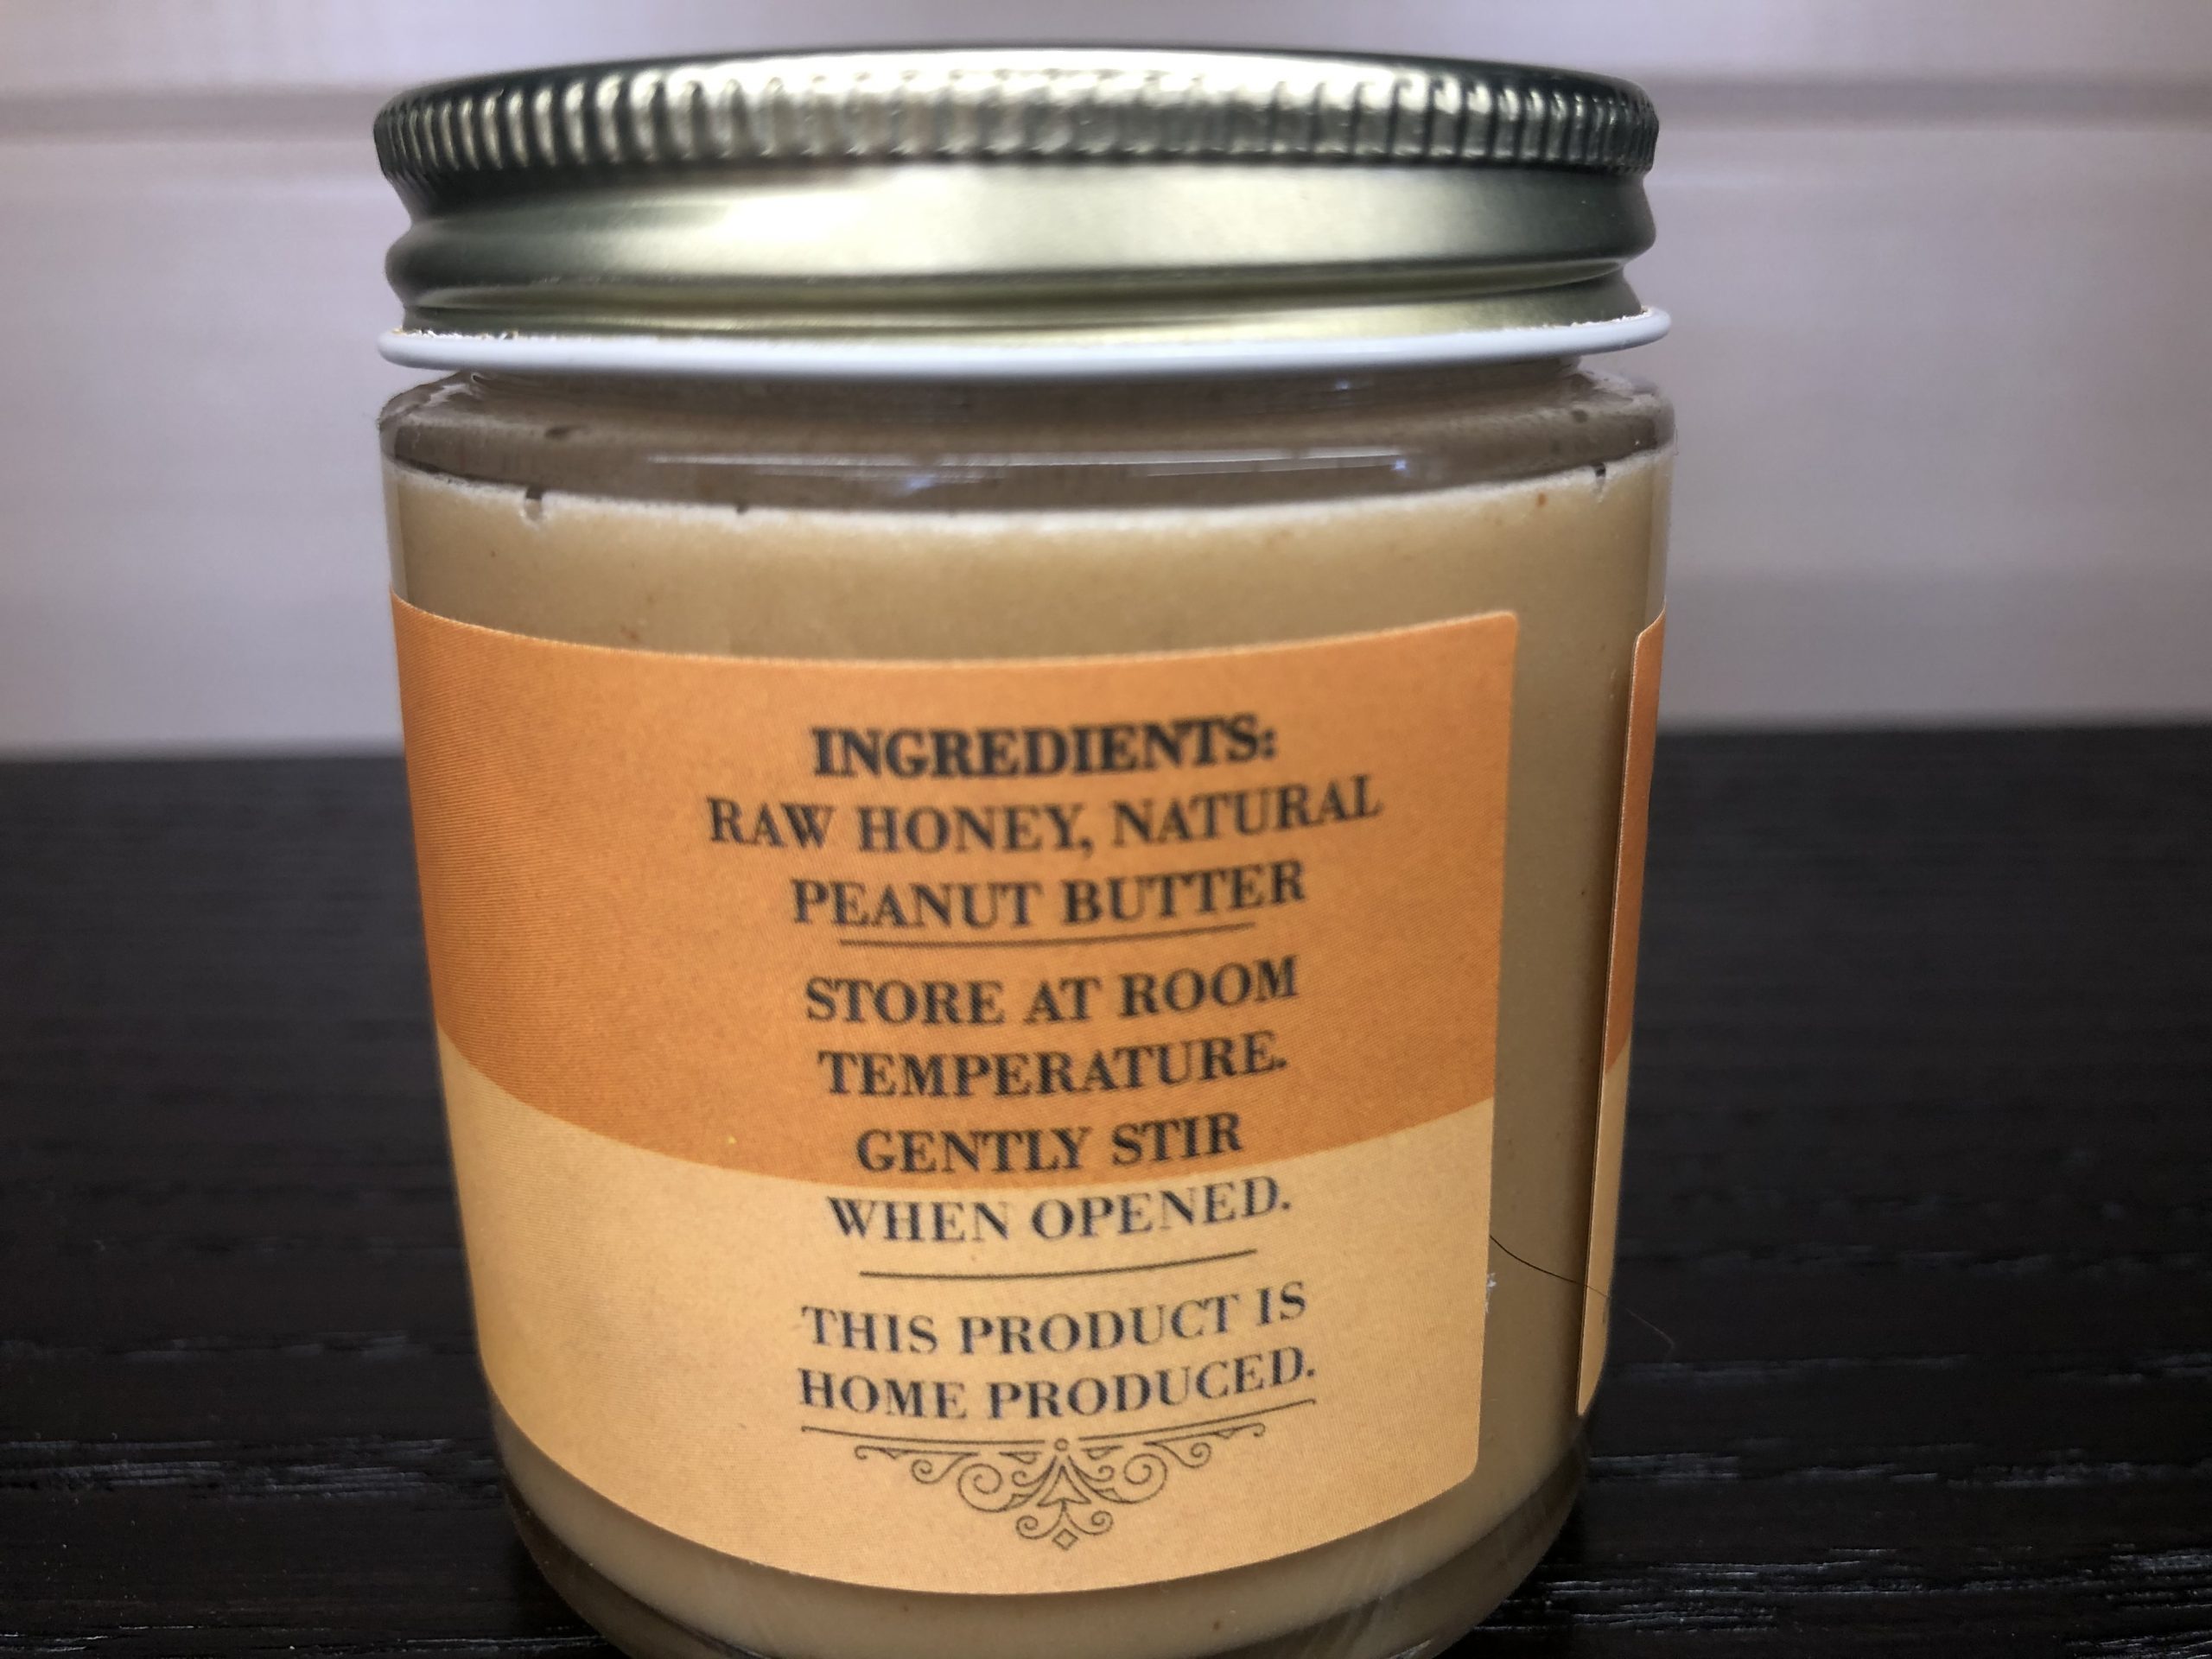 INGREDIENTS:
RAW HONEY, NATURAL
PEANUT BUTTER
STORE AT ROOM
TEMPERATURE.
GENTLY STIR
WHEN OPENED.
THIS PRODUCT IS
HOME PRODUCED.